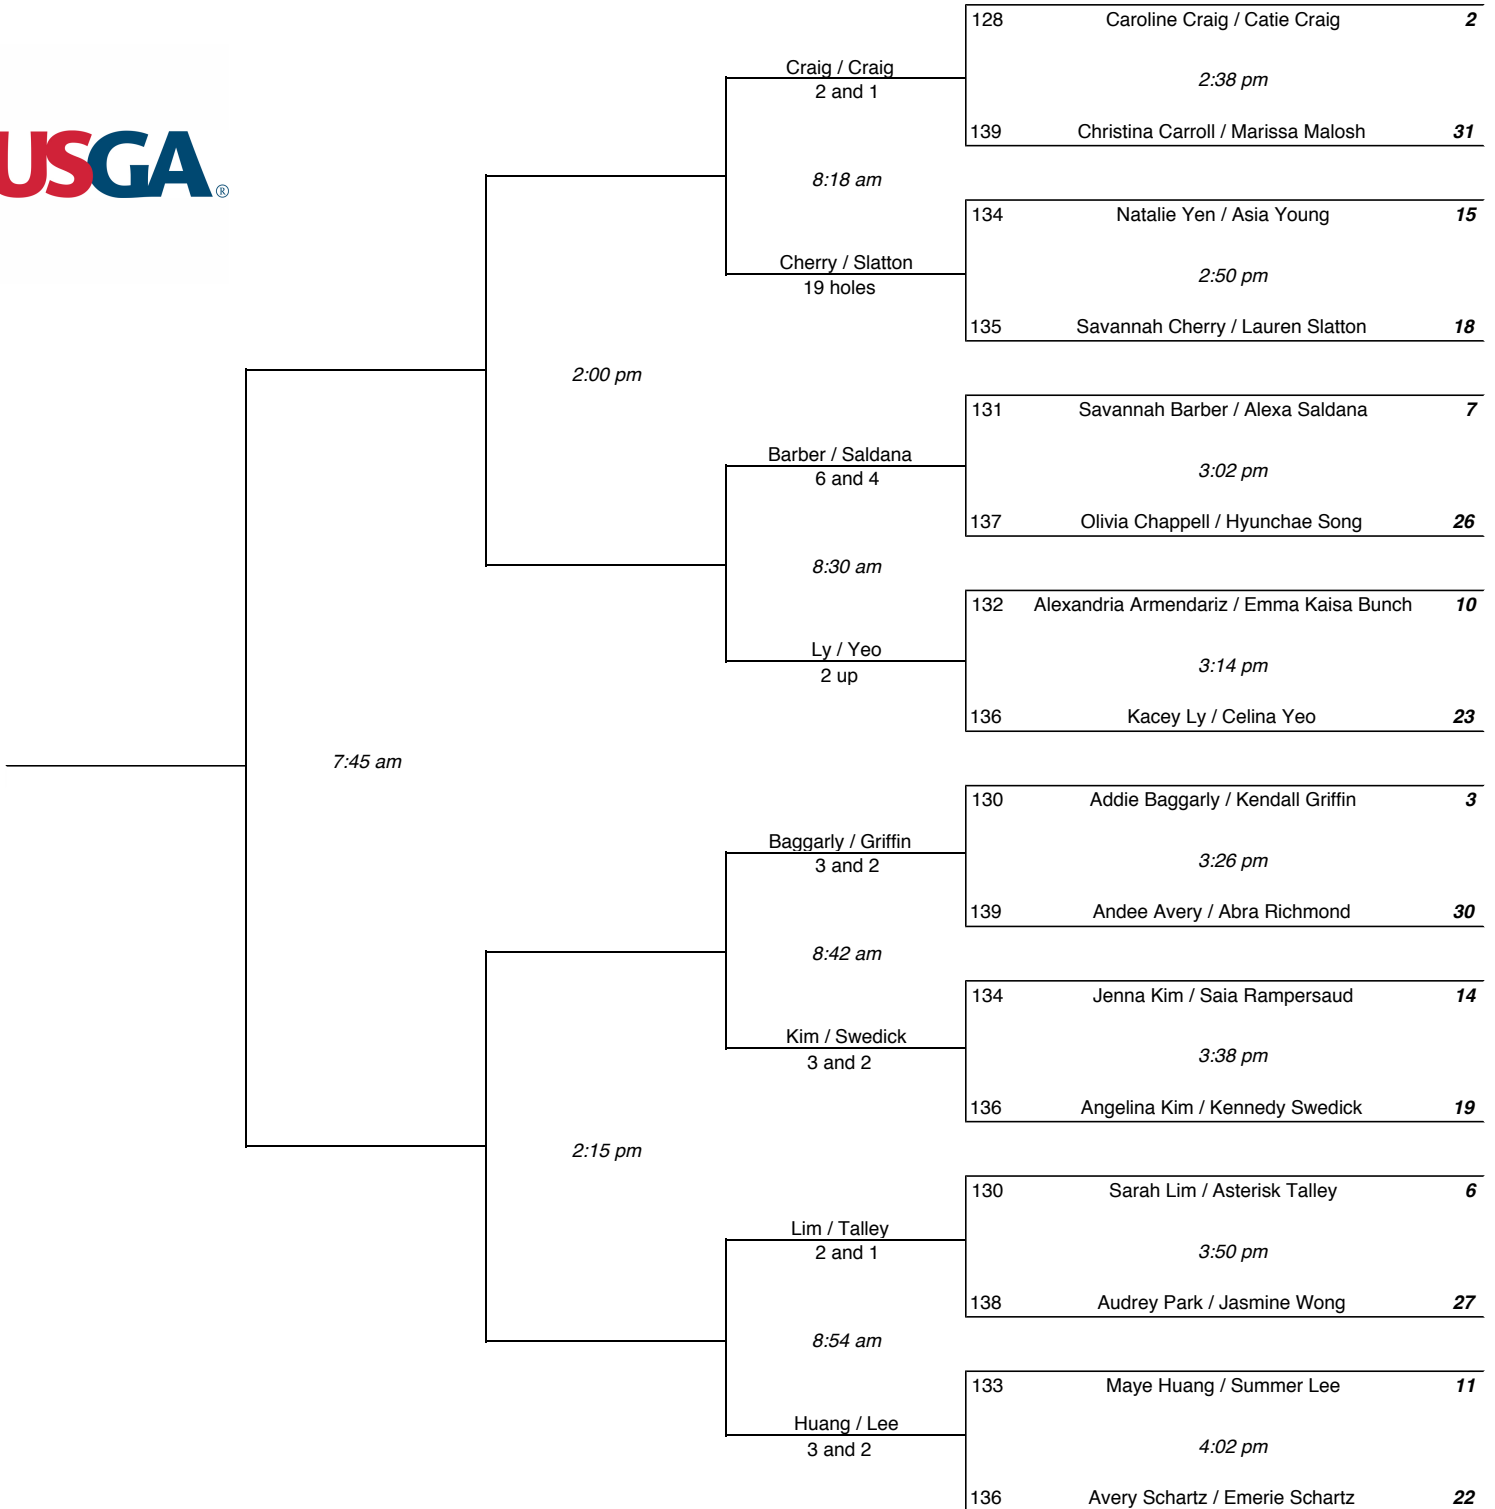 128 Caroline Craig / Catie Craig 2
Craig / Craig
2 and 1
2:38 pm
USGA®
139 Christina Carroll / Marissa Malosh 31
8:18 am
134 Natalie Yen / Asia Young 15
Cherry / Slatton
19 holes
2:50 pm
135 Savannah Cherry / Lauren Slatton 18
2:00 pm
131 Savannah Barber / Alexa Saldana 7
Barber / Saldana
6 and 4
3:02 pm
137 Olivia Chappell / Hyunchae Song 26
8:30 am
132 Alexandria Armendariz / Emma Kaisa Bunch 10
Ly / Yeo
2 up
3:14 pm
136 Kacey Ly / Celina Yeo 23
7:45 am
130 Addie Baggarly / Kendall Griffin 3
Baggarly / Griffin
3 and 2
3:26 pm
139 Andee Avery / Abra Richmond 30
8:42 am
134 Jenna Kim / Saia Rampersaud 14
Kim / Swedick
3 and 2
3:38 pm
136 Angelina Kim / Kennedy Swedick 19
2:15 pm
130 Sarah Lim / Asterisk Talley 6
Lim / Talley
2 and 1
3:50 pm
138 Audrey Park / Jasmine Wong 27
8:54 am
133 Maye Huang / Summer Lee 11
Huang / Lee
3 and 2
4:02 pm
136 Avery Schartz / Emerie Schartz 22